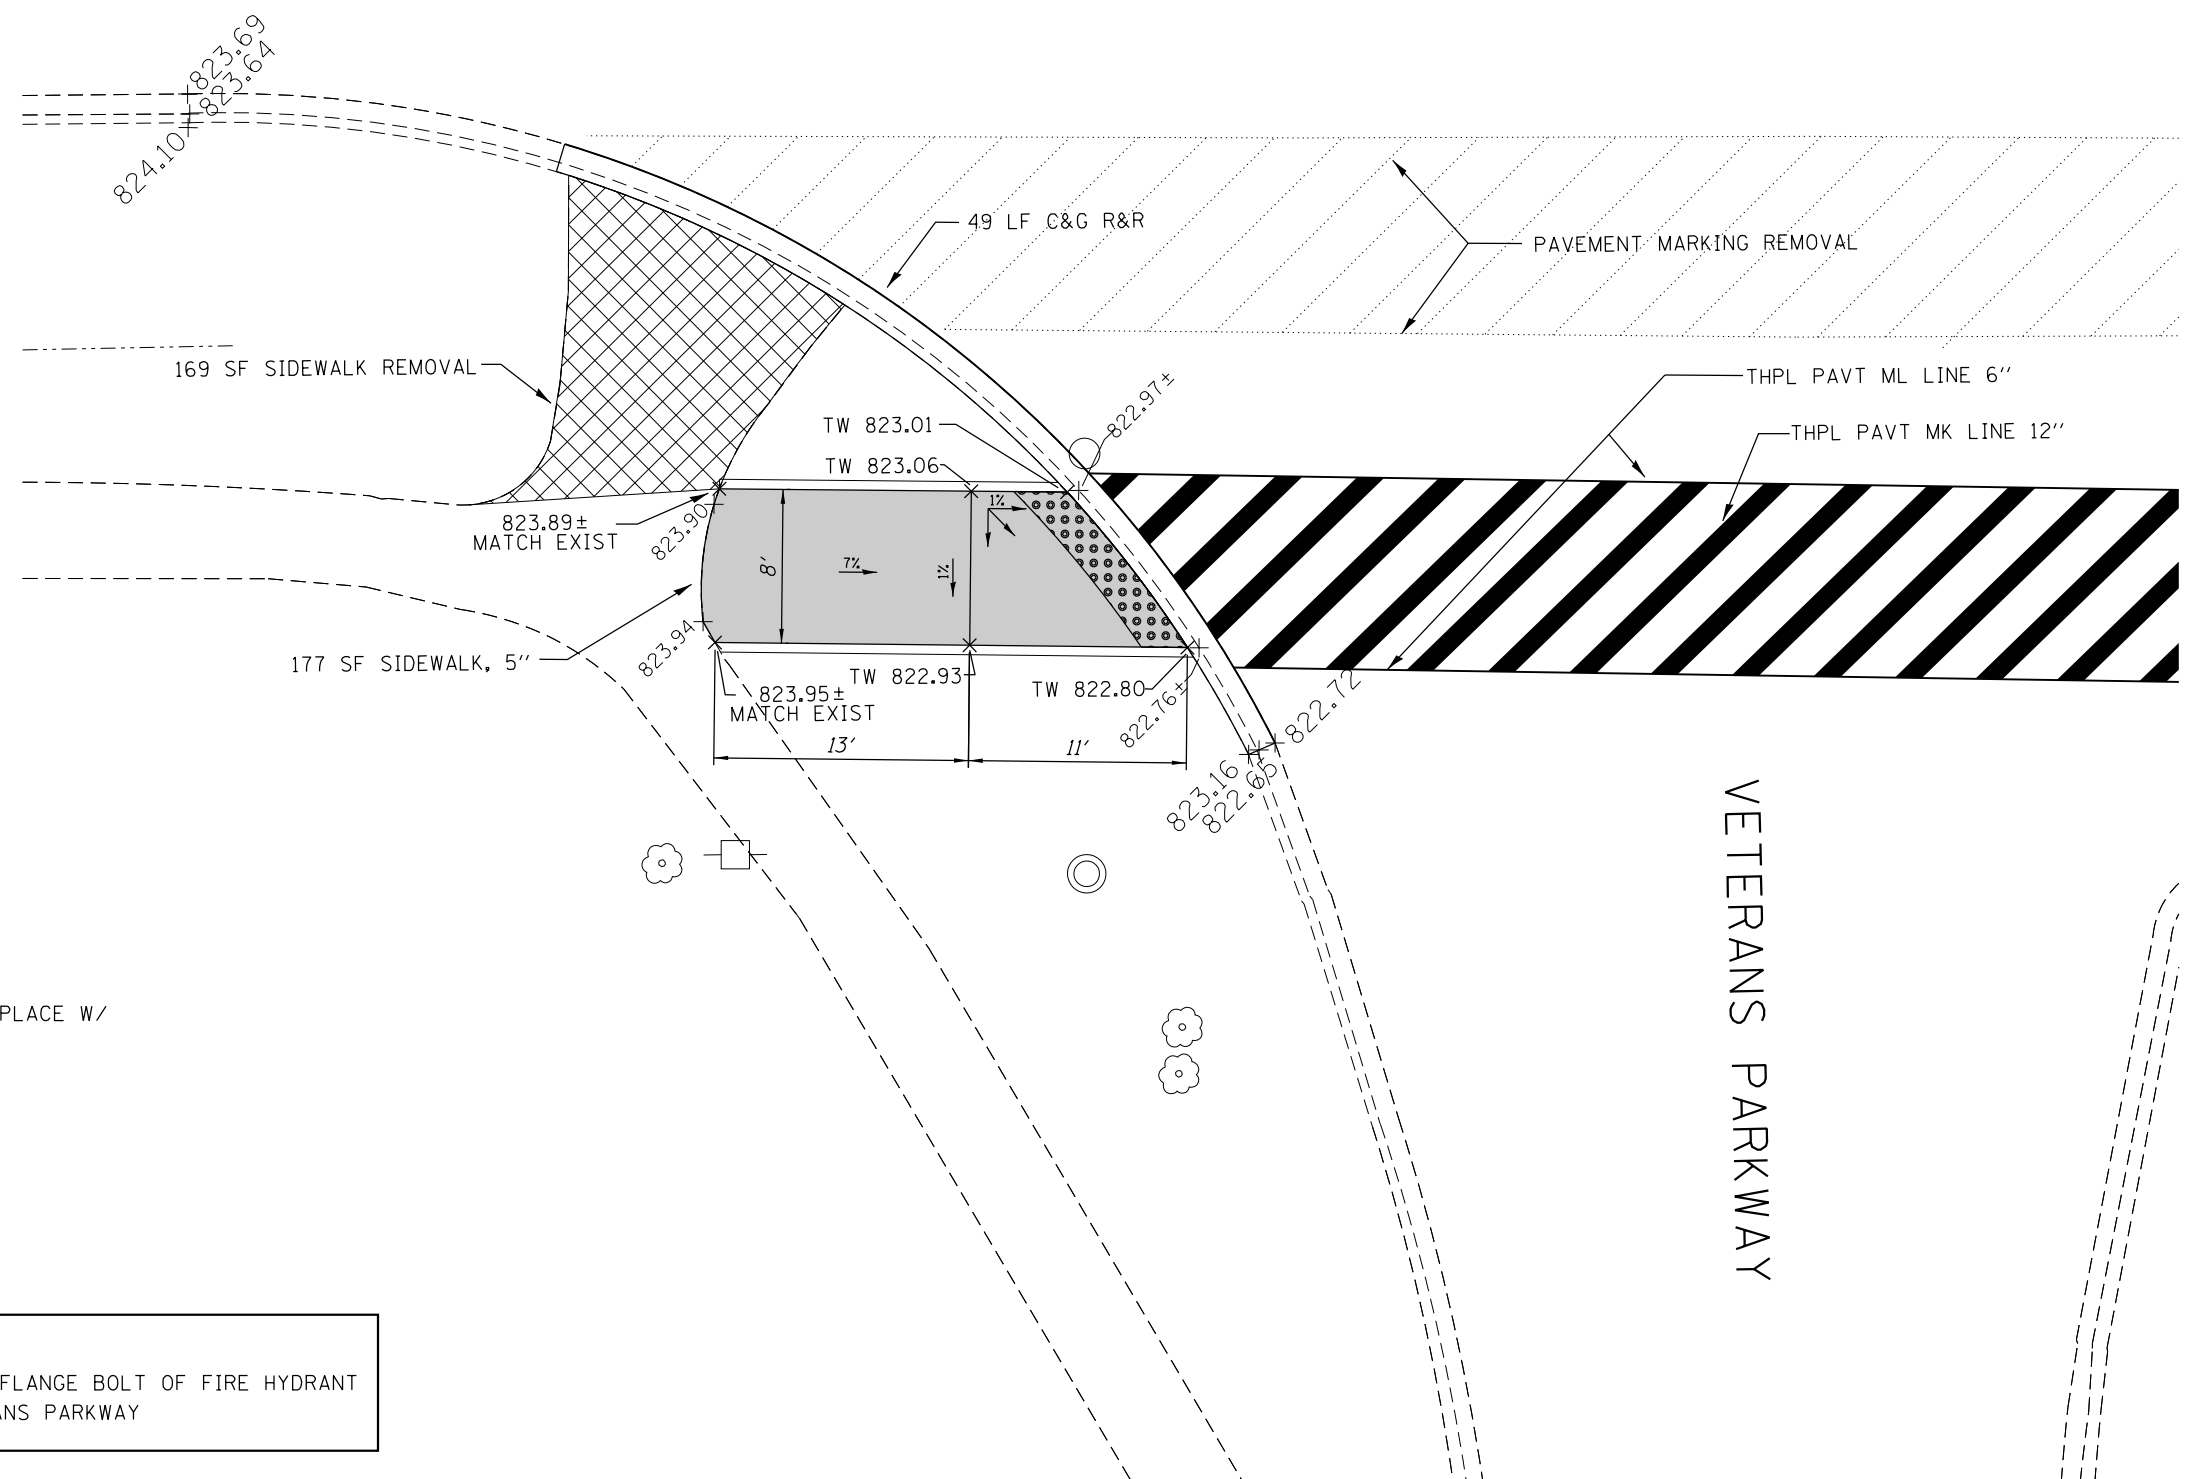 823.69
823.64
824.10
49 LF C&G R&R
PAVEMENT MARKING REMOVAL
169 SF SIDEWALK REMOVAL
THPL PAVT ML LINE 6''
THPL PAVT MK LINE 12''
822.97±
TW 823.01
TW 823.06
1%
823.89±
MATCH EXIST
823.90
8'
7%
1%
177 SF SIDEWALK, 5''
823.94
823.95±
MATCH EXIST
TW 822.93
TW 822.80
822.76±
822.72
13'
11'
823.16
822.65
VETERANS PARKWAY
PLACE W/
FLANGE BOLT OF FIRE HYDRANT
ANS PARKWAY